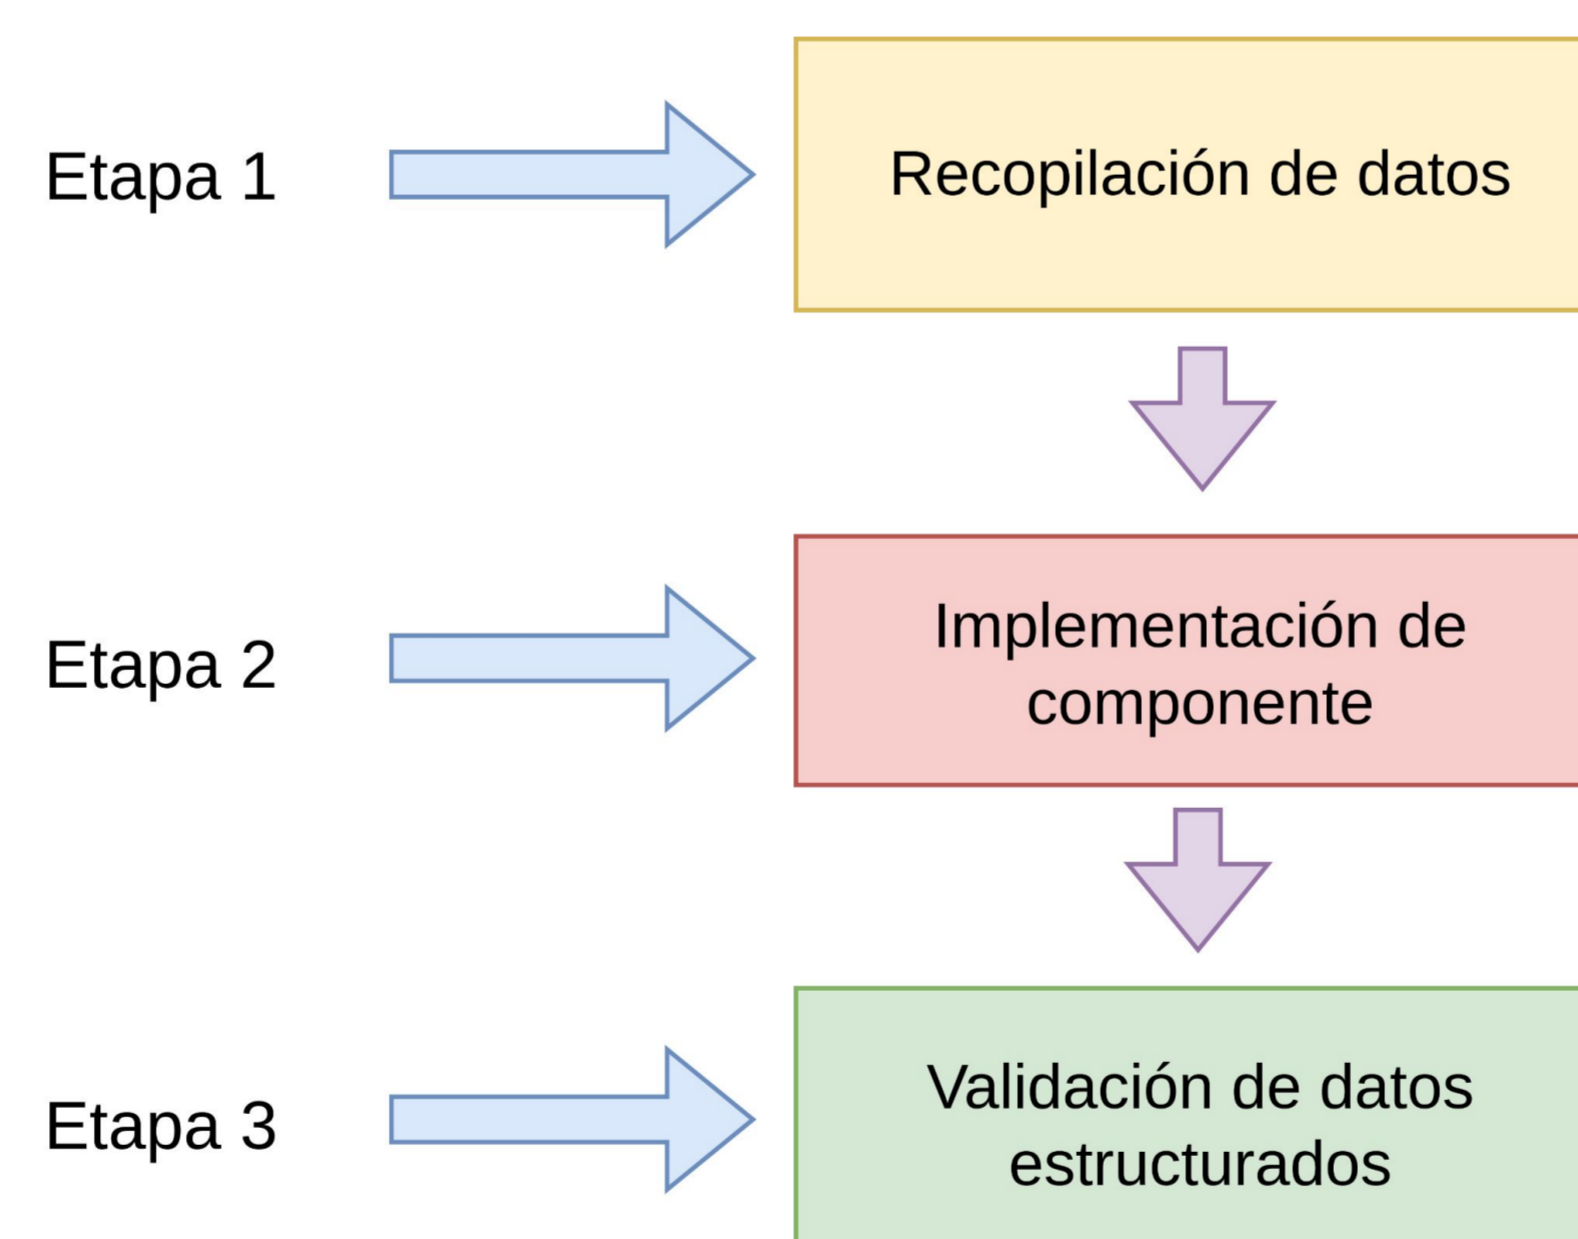 Etapa 1
Recopilación de datos
Etapa 2
Implementación de
componente
Etapa 3
Validación de datos
estructurados